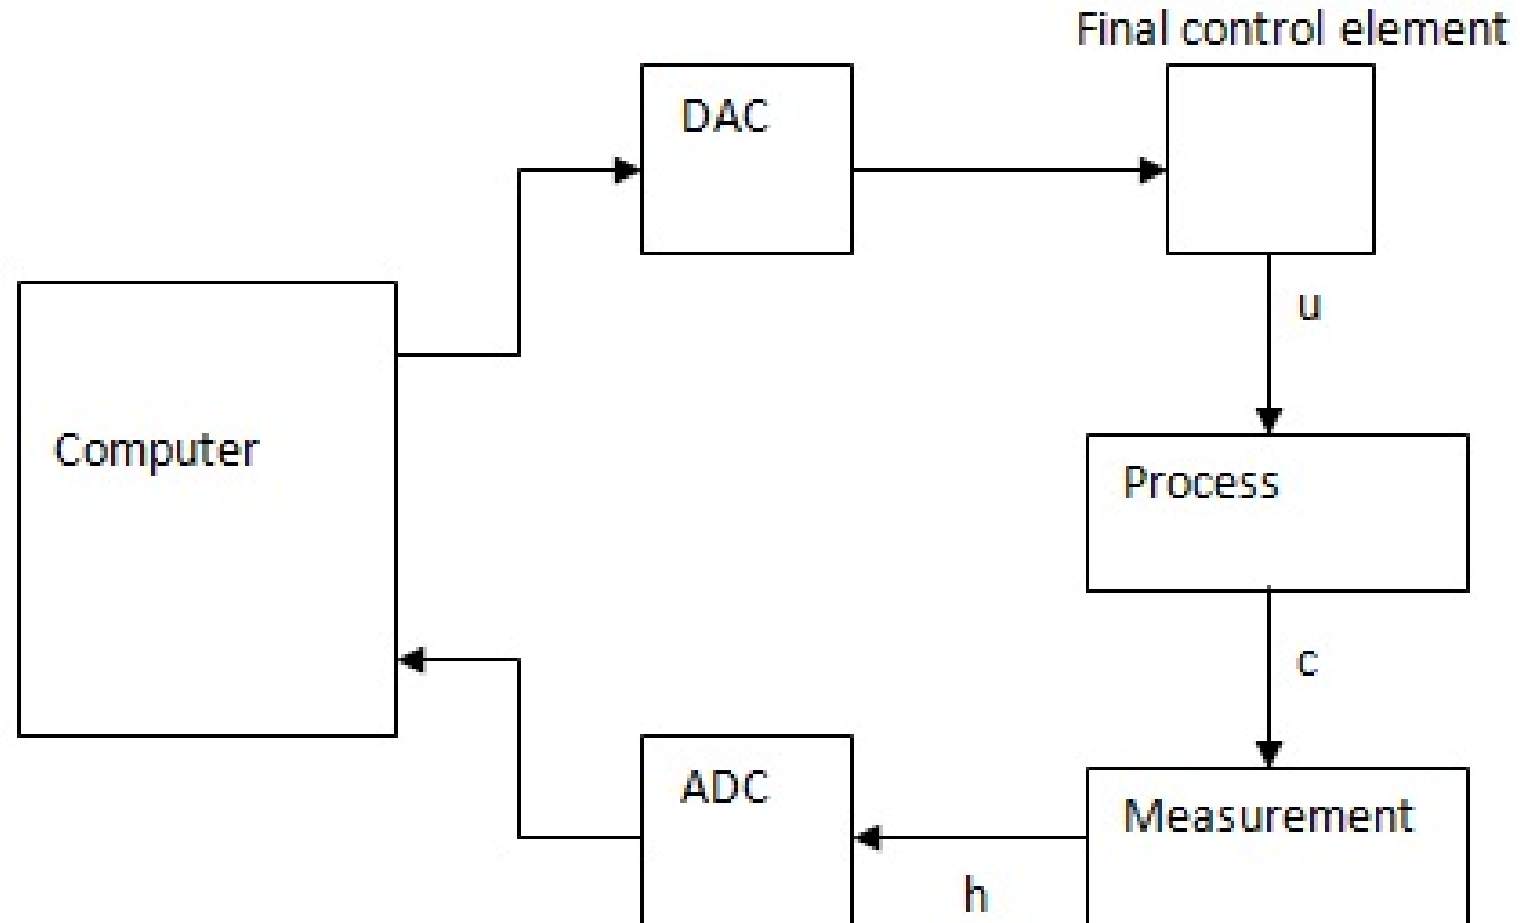 Final control element
DAC
u
Computer
Process
c
ADC
Measurement
h